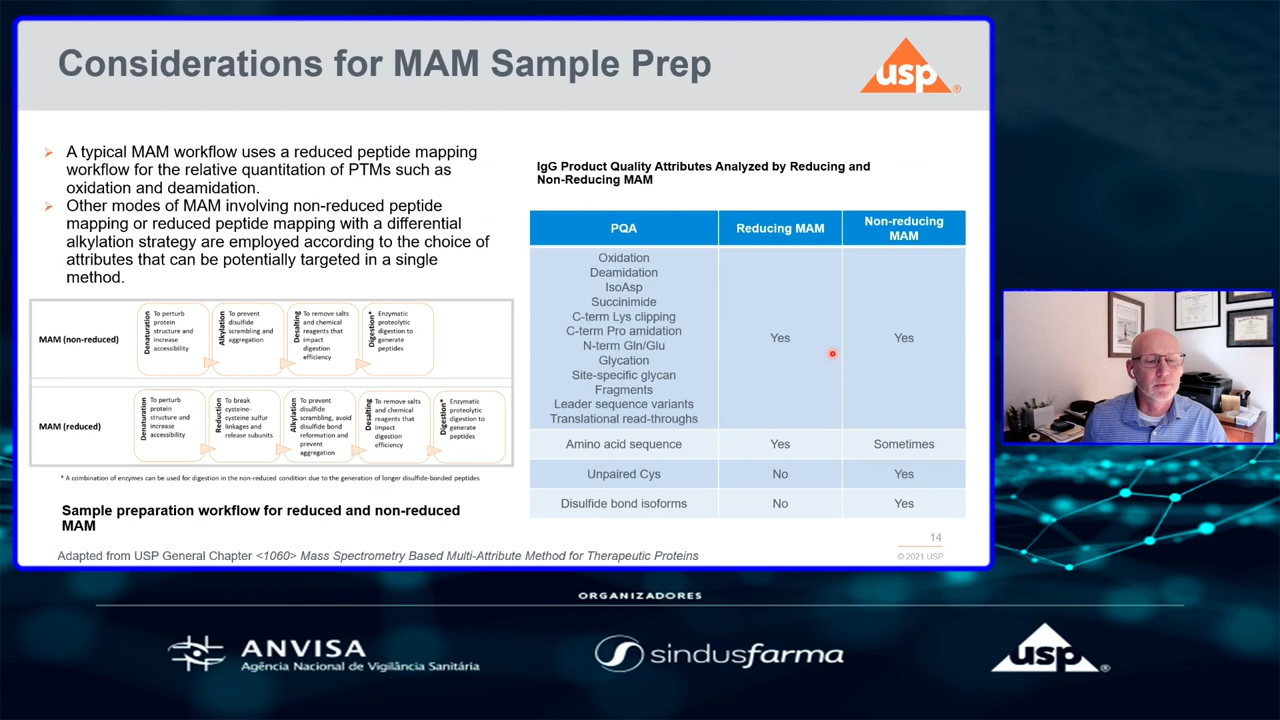 Considerations for MAM Sample Prep
usp®
➢ A typical MAM workflow uses a reduced peptide mapping
workflow for the relative quantitation of PTMs such as
oxidation and deamidation.
➢ Other modes of MAM involving non-reduced peptide
mapping or reduced peptide mapping with a differential
alkylation strategy are employed according to the choice of
attributes that can be potentially targeted in a single
method.
MAM (non-reduced)
Denaturation
To perturb
protein
structure and
increase
accessibility
Alkylation
To prevent
disulfide
scrambling and
aggregation
Desalting
To remove salts
and chemical
reagents that
impact
digestion
efficiency
Digestion*
Enzymatic
proteolytic
digestion to
generate
peptides
MAM (reduced)
Denaturation
To perturb
protein
structure and
increase
accessibility
Reduction
To break
cysteine-
cysteine sulfur
linkages and
release subunits
Alkylation
To prevent
disulfide
scrambling, avoid
disulfide bond
reformation and
prevent
aggregation
Desalting
To remove salts
and chemical
reagents that
impact
digestion
efficiency
Digestion*
Enzymatic
proteolytic
digestion to
generate
peptides
* A combination of enzymes can be used for digestion in the non-reduced condition due to the generation of longer disulfide-bonded peptides
Sample preparation workflow for reduced and non-reduced
MAM
Adapted from USP General Chapter <1060> Mass Spectrometry Based Multi-Attribute Method for Therapeutic Proteins
IgG Product Quality Attributes Analyzed by Reducing and
Non-Reducing MAM
PQA Reducing MAM Non-reducing
MAM
Oxidation
Deamidation
IsoAsp
Succinimide
C-term Lys clipping
C-term Pro amidation
N-term Gln/Glu
Glycation
Site-specific glycan
Fragments
Leader sequence variants
Translational read-throughs
Yes Yes
Amino acid sequence Yes Sometimes
Unpaired Cys No Yes
Disulfide bond isoforms No Yes
14
© 2021 USP
ORGANIZADORES
ANVISA
Agência Nacional de Vigilância Sanitária
sindusfarma
usp®